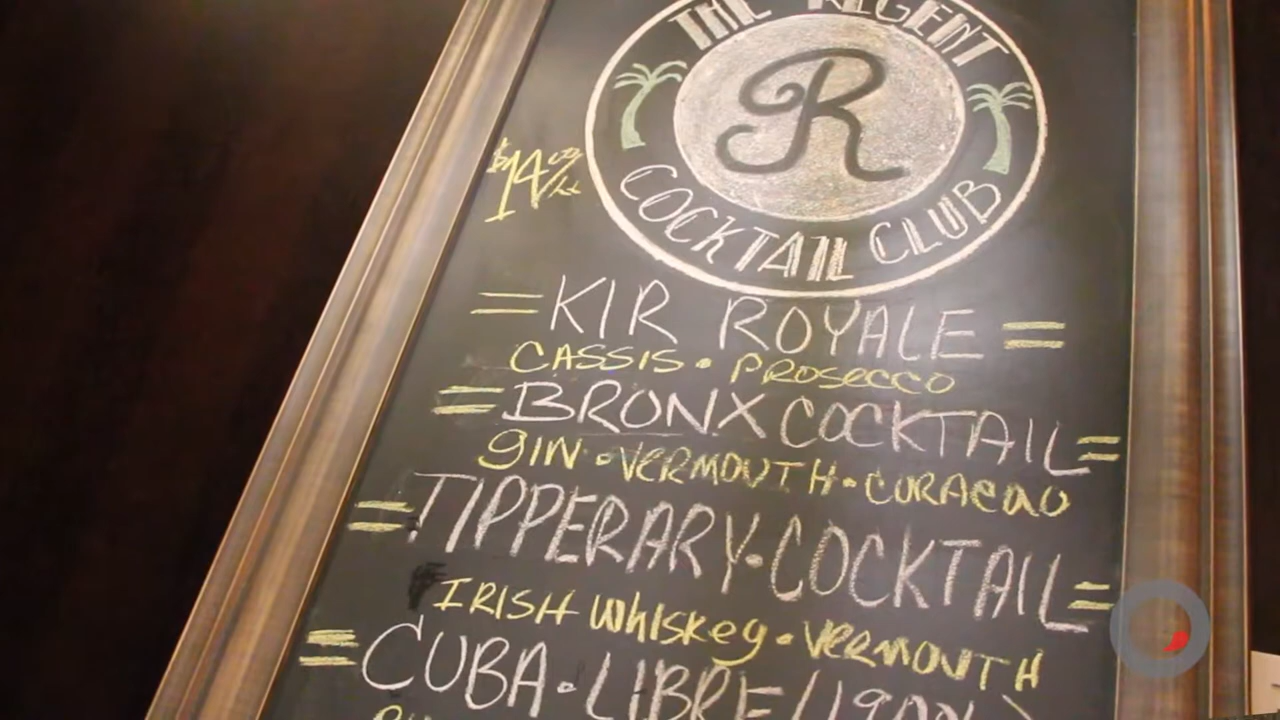 THE REGENT
R
COCKTAIL CLUB
$14
= KIR ROYALE =
CASSIS • PROSECCO
= BRONX COCKTAIL =
GIN • VERMOUTH • CURACAO
= TIPPERARY • COCKTAIL =
IRISH WHISKEY • VERMOUTH
= CUBA • LIBRE